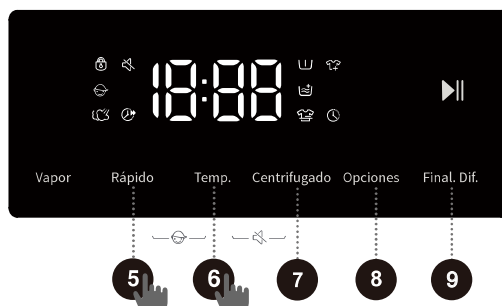 18:88
Vapor Rápido Temp. Centrifugado Opciones Final. Dif.
5 6 7 8 9